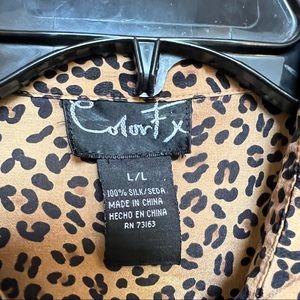 ColorFx
L/L
100% SILK/SEDA
MADE IN CHINA
HECHO EN CHINA
RN 73163